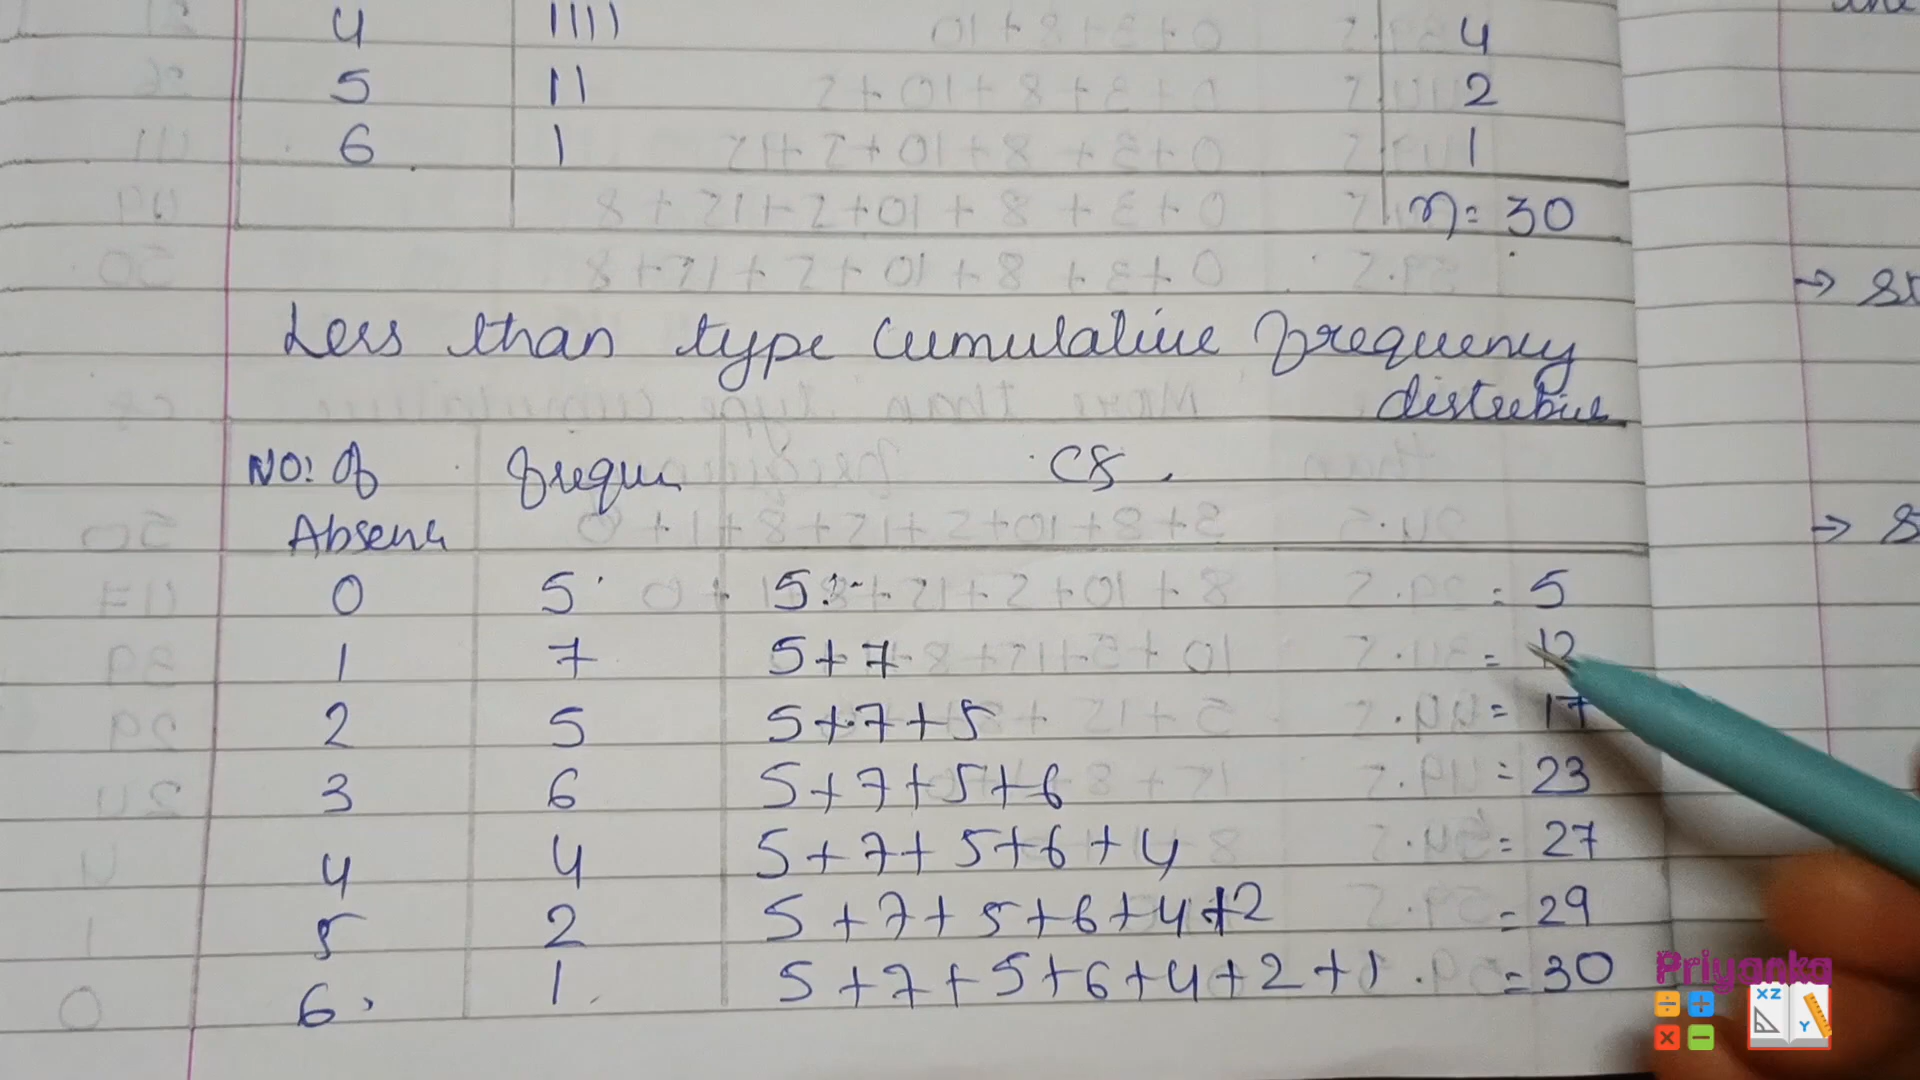 4 |||| 4
5 || 2
6 | 1
n = 30
Less than type cumulative frequency
distribu
NO: Of frequ cf
Absenc
0 5 5 = 5
1 7 5+7 = 12
2 5 5+7+5 = 17
3 6 5+7+5+6 = 23
4 4 5+7+5+6+4 = 27
5 2 5+7+5+6+4+2 = 29
6 1 5+7+5+6+4+2+1 = 30
Priyanka
÷ + XZ
× − Y